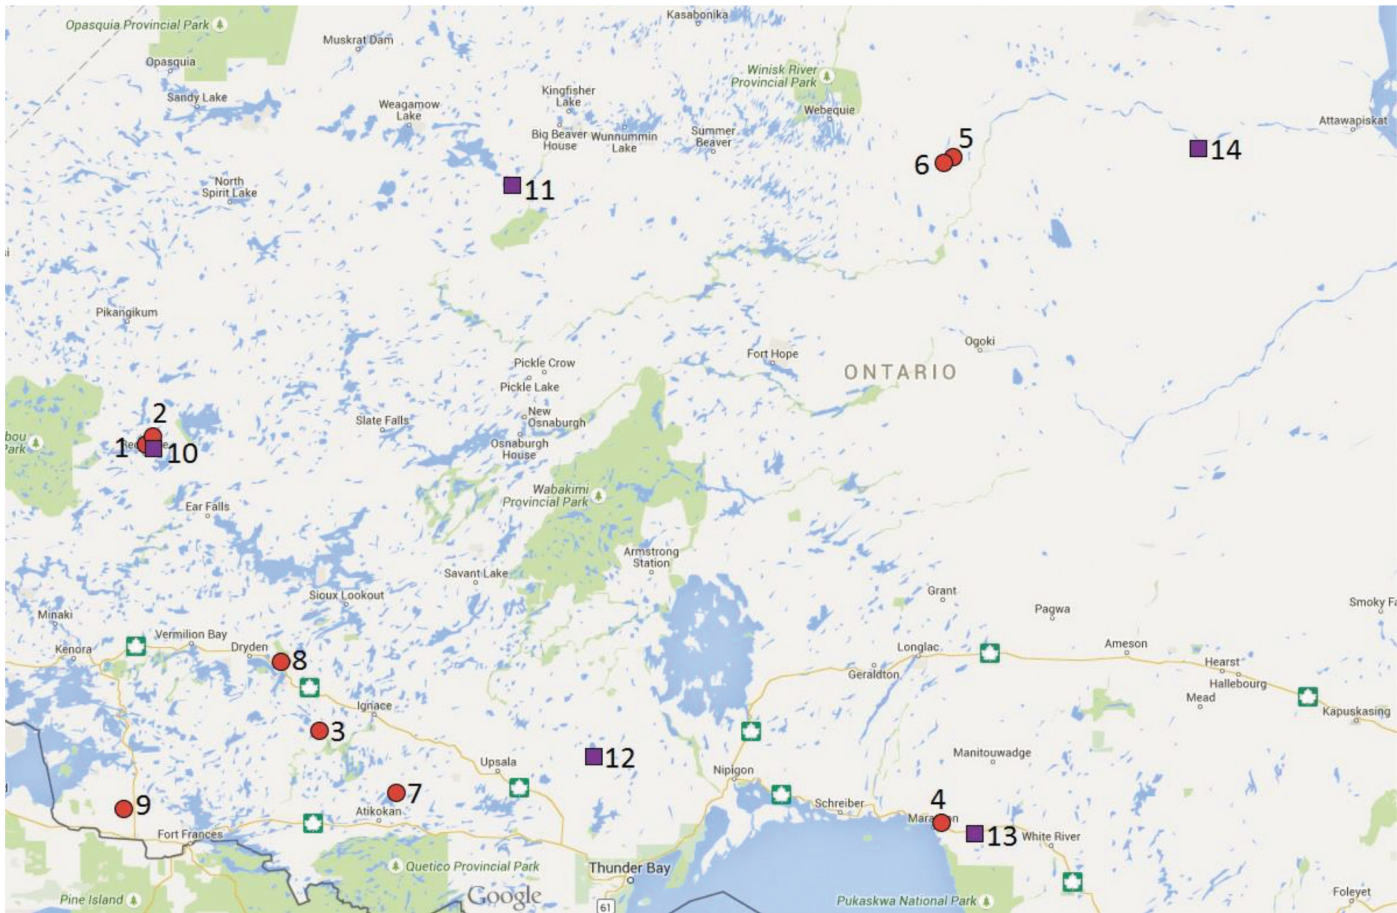 Kasabonika
Opasquia Provincial Park
Muskrat Dam
Opasquia
Winisk River
Provincial Park
Sandy Lake
Weagamow
Lake
Kingfisher
Lake
Webequie
Big Beaver
House
Wunnummin
Lake
Summer
Beaver
Attawapiskat
5
6
14
North
Spirit Lake
11
Pikangikum
Ogoki
Fort Hope
Pickle Crow
ONTARIO
Pickle Lake
2
New
Osnaburgh
Slate Falls
bou
Park
1
10
Osnaburgh
House
Wabakimi
Provincial Park
Ear Falls
Armstrong
Station
Savant Lake
Sioux Lookout
Grant
Pagwa
Smoky Fa
Minaki
Vermilion Bay
Kenora
Dryden
8
Longlac
Ameson
Hearst
Geraldton
Hallebourg
Mead
Ignace
Kapuskasing
3
Manitouwadge
12
Upsala
Nipigon
7
9
Atikokan
Schreiber
4
Fort Frances
13
White River
Quetico Provincial Park
Thunder Bay
Pine Island
Google
61
Pukaskwa National Park
Foleyet